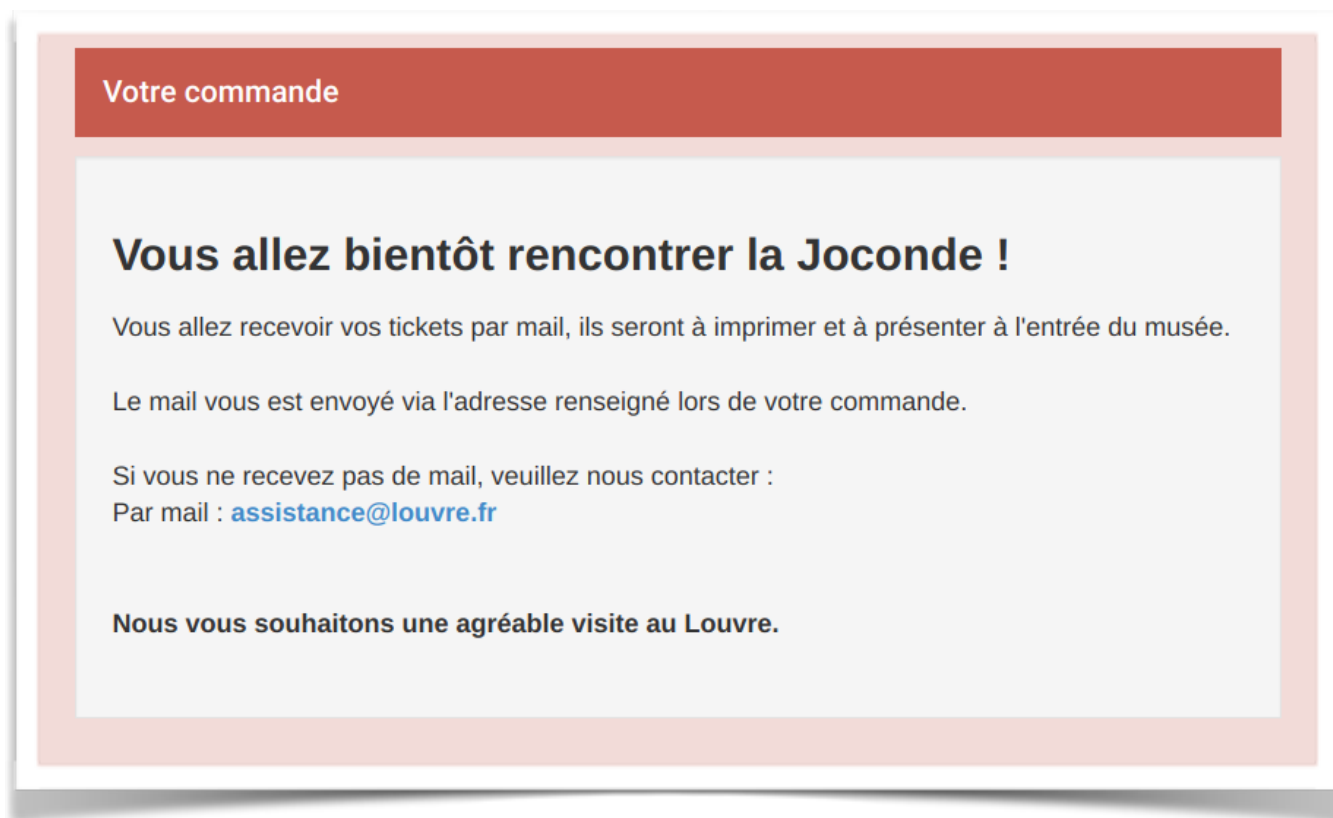 Votre commande
Vous allez bientôt rencontrer la Joconde !
Vous allez recevoir vos tickets par mail, ils seront à imprimer et à présenter à l'entrée du musée.
Le mail vous est envoyé via l'adresse renseigné lors de votre commande.
Si vous ne recevez pas de mail, veuillez nous contacter :
Par mail : assistance@louvre.fr
Nous vous souhaitons une agréable visite au Louvre.